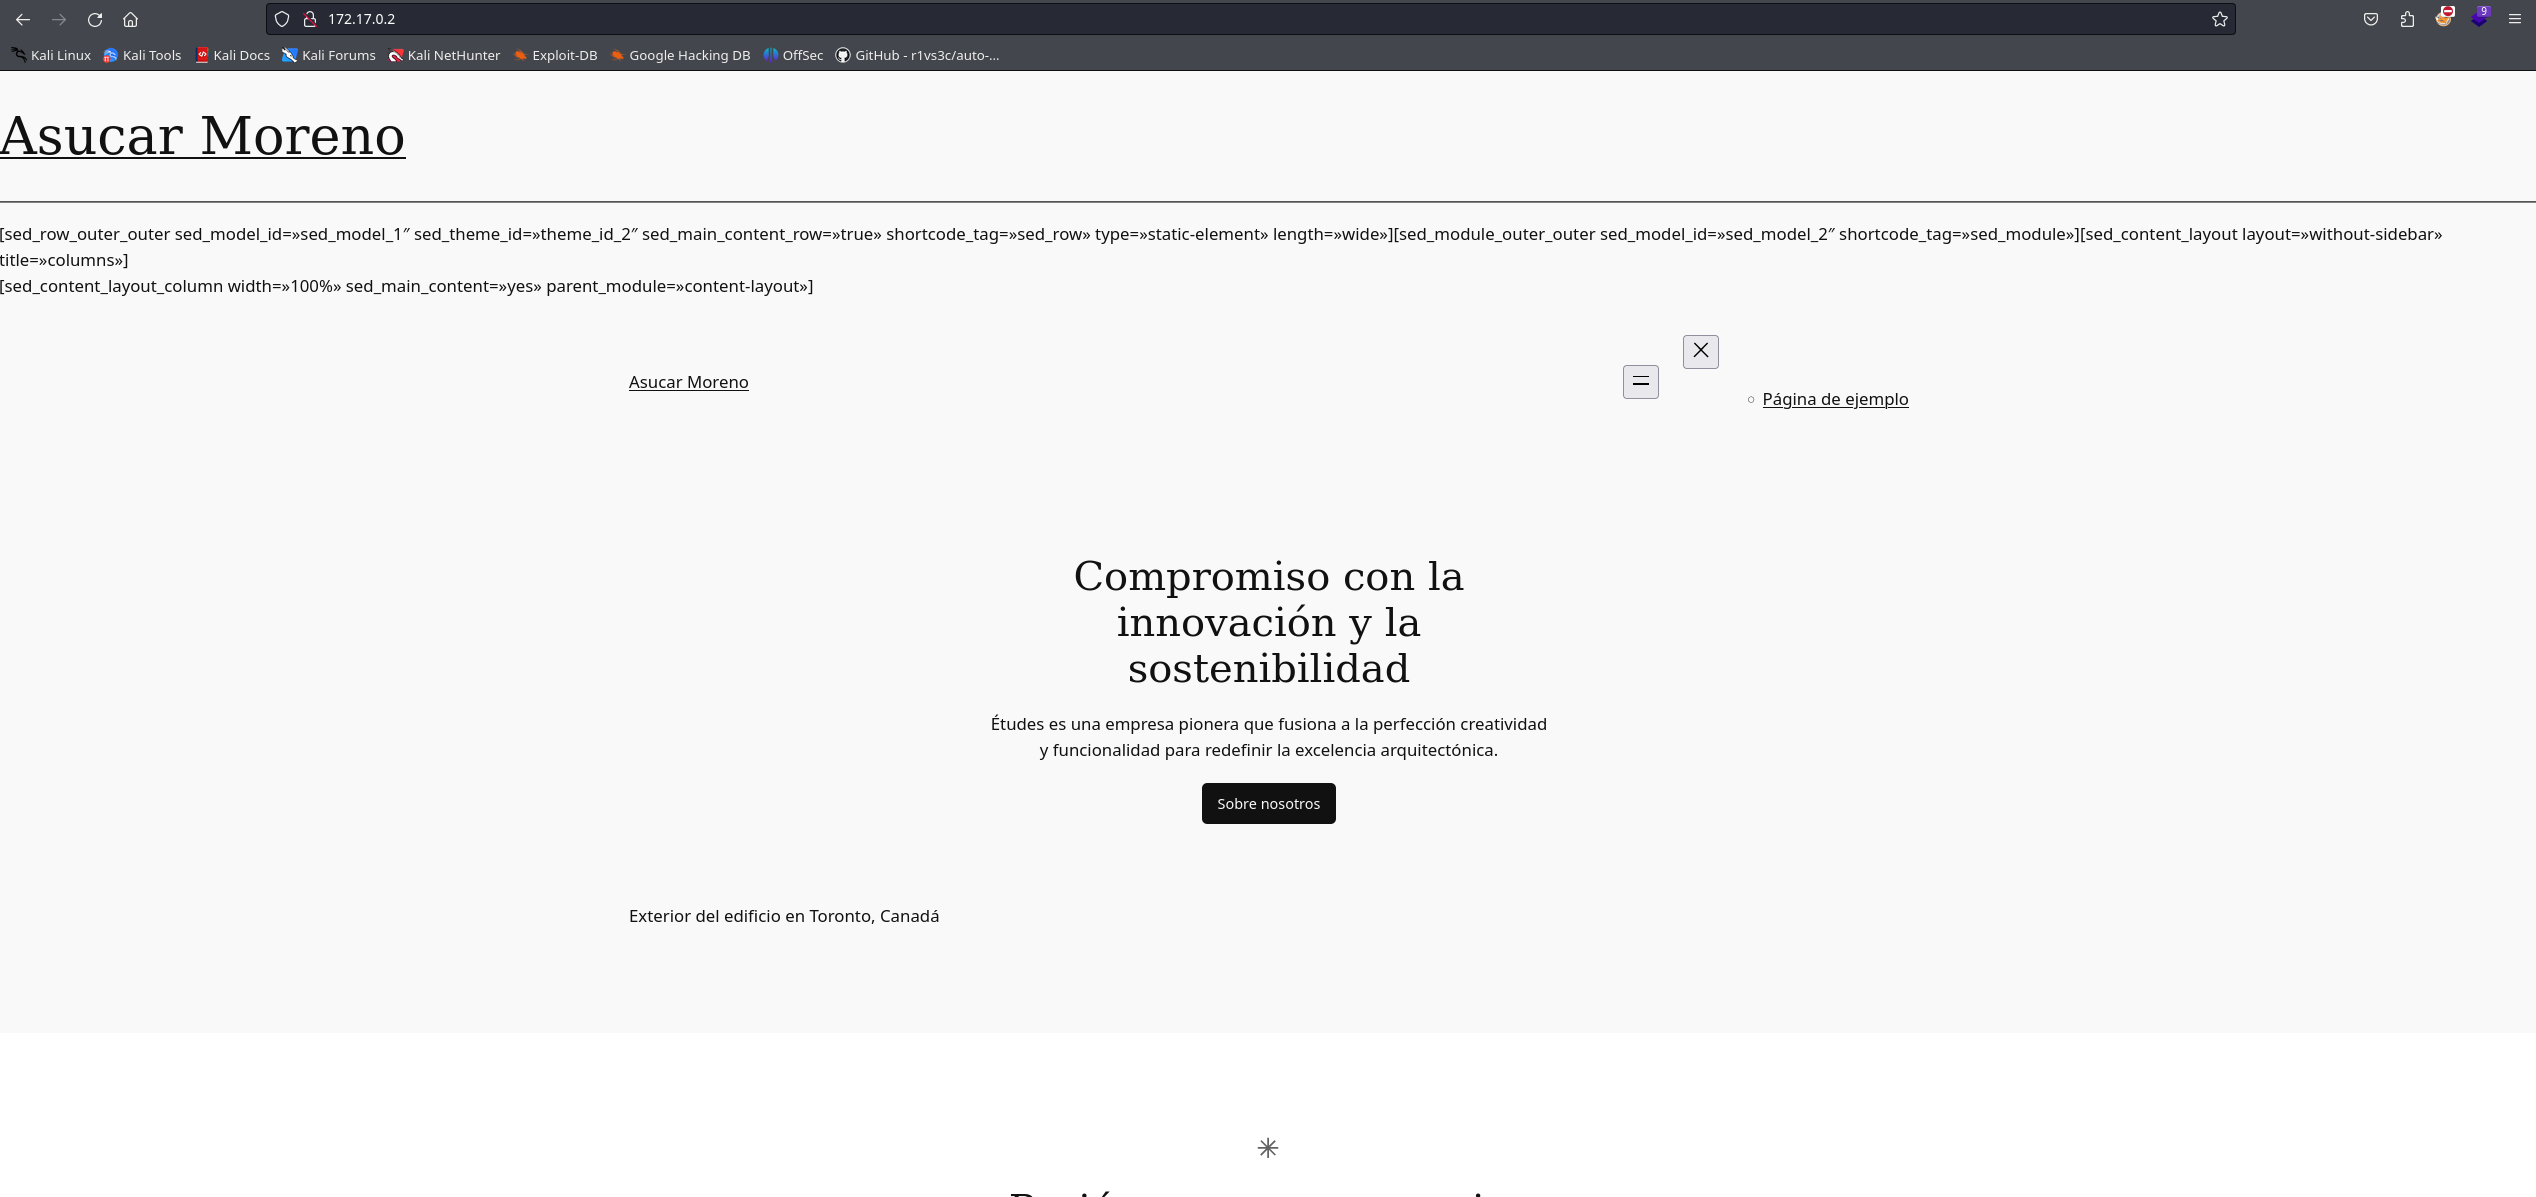 172.17.0.2
9
Kali Linux Kali Tools Kali Docs Kali Forums Kali NetHunter Exploit-DB Google Hacking DB OffSec GitHub - r1vs3c/auto-...
Asucar Moreno
[sed_row_outer_outer sed_model_id=»sed_model_1″ sed_theme_id=»theme_id_2″ sed_main_content_row=»true» shortcode_tag=»sed_row» type=»static-element» length=»wide»][sed_module_outer_outer sed_model_id=»sed_model_2″ shortcode_tag=»sed_module»][sed_content_layout layout=»without-sidebar»
title=»columns»]
[sed_content_layout_column width=»100%» sed_main_content=»yes» parent_module=»content-layout»]
Asucar Moreno
Página de ejemplo
Compromiso con la
innovación y la
sostenibilidad
Études es una empresa pionera que fusiona a la perfección creatividad
y funcionalidad para redefinir la excelencia arquitectónica.
Sobre nosotros
Exterior del edificio en Toronto, Canadá